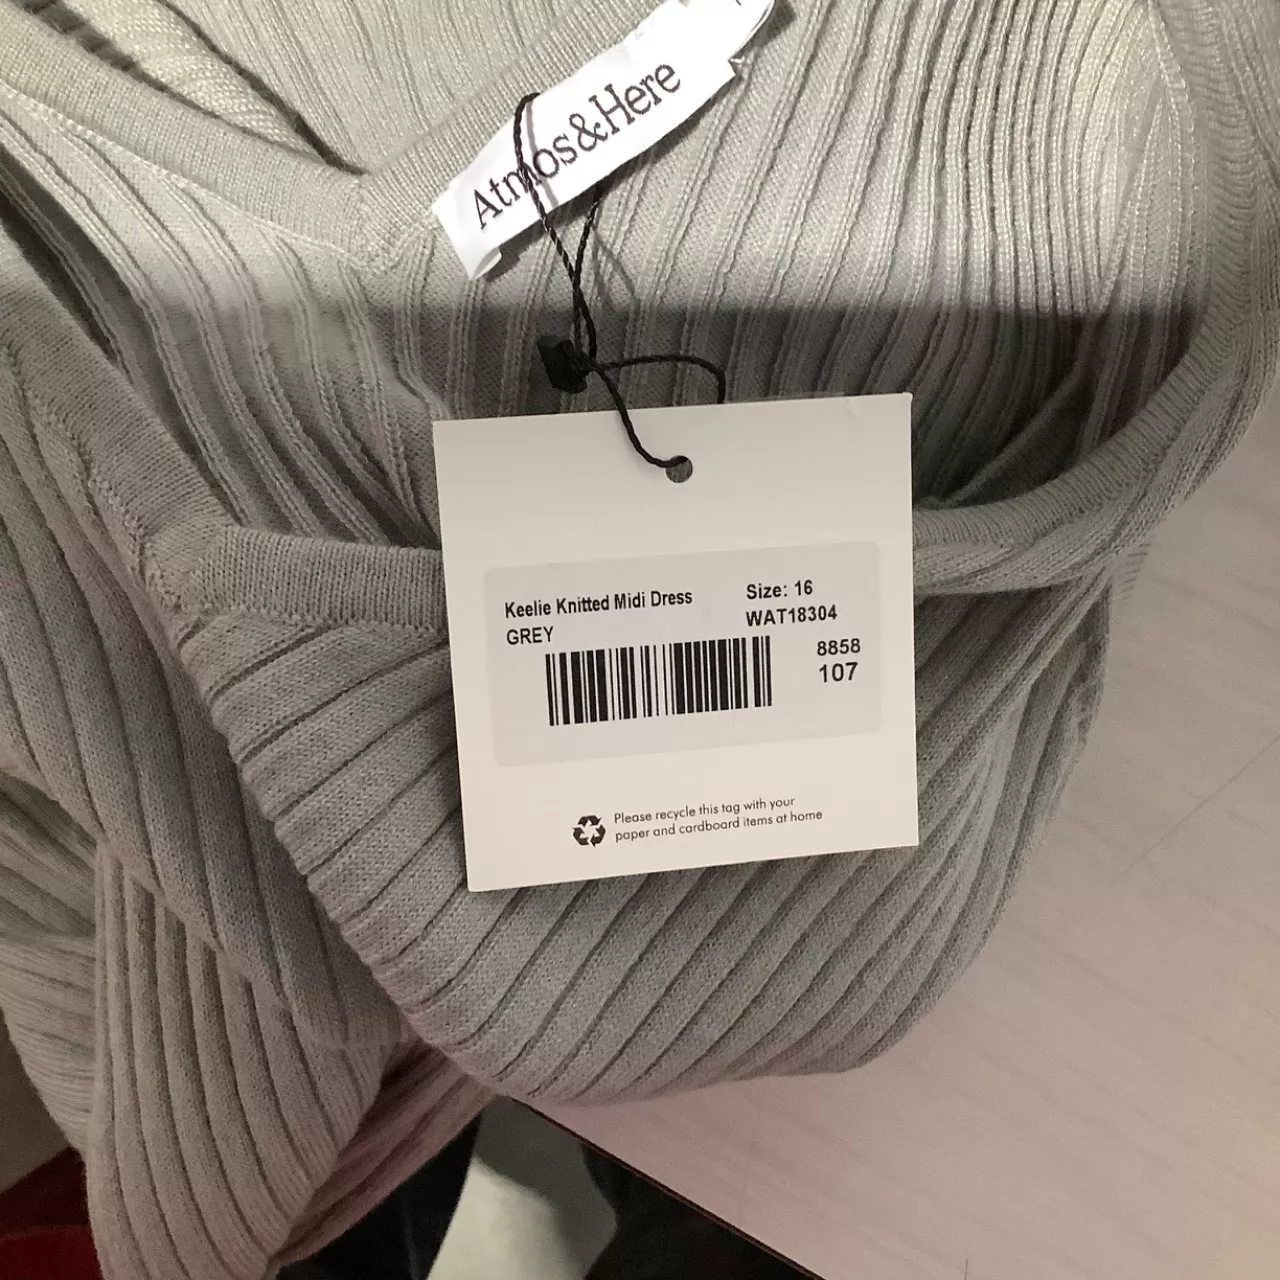 Atmos&Here
Keelie Knitted Midi Dress
GREY
Size: 16
WAT18304
8858
107
Please recycle this tag with your
paper and cardboard items at home